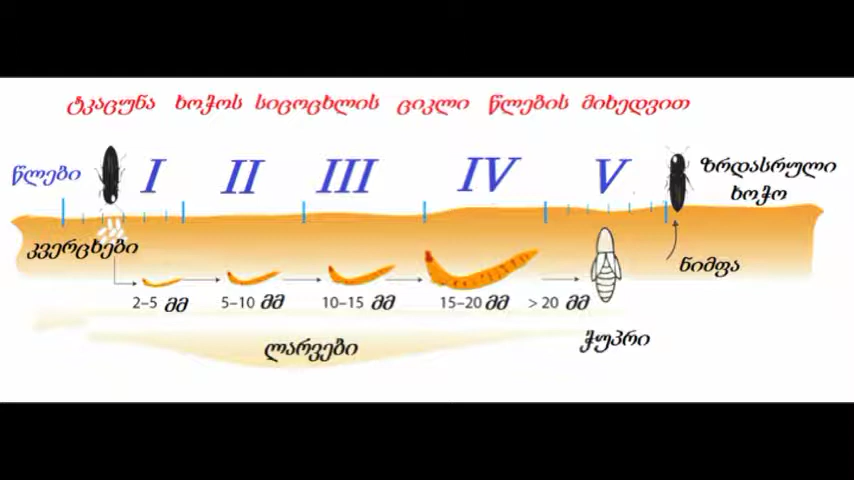 ტკაცუნა ხოჭოს სიცოცხლის ციკლი წლების მიხედვით
წლები I II III IV V ზრდასრული
ხოჭო
კვერცხები
ნიმფა
2–5 მმ 5–10 მმ 10–15 მმ 15–20 მმ > 20 მმ
ლარვები
ჭუპრი